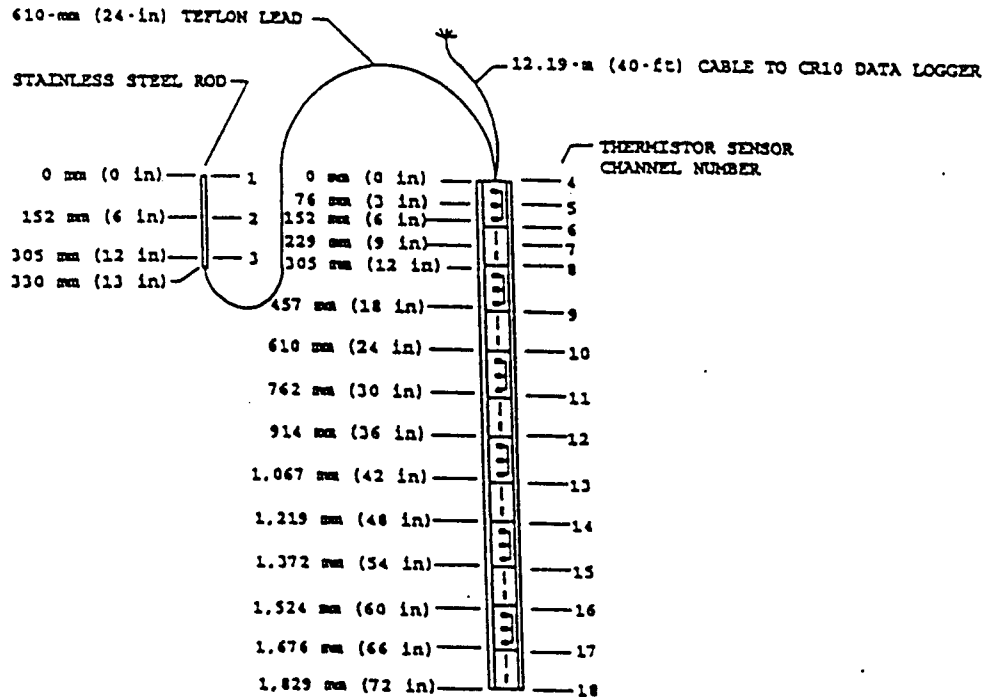 610-mm (24-in) TEFLON LEAD
12.19-m (40-ft) CABLE TO CR10 DATA LOGGER
STAINLESS STEEL ROD
THERMISTOR SENSOR
CHANNEL NUMBER
0 mm (0 in)
1
152 mm (6 in)
2
305 mm (12 in)
3
330 mm (13 in)
0 mm (0 in)
4
76 mm (3 in)
5
152 mm (6 in)
6
229 mm (9 in)
7
305 mm (12 in)
8
457 mm (18 in)
9
610 mm (24 in)
10
762 mm (30 in)
11
914 mm (36 in)
12
1,067 mm (42 in)
13
1,219 mm (48 in)
14
1,372 mm (54 in)
15
1,524 mm (60 in)
16
1,676 mm (66 in)
17
1,829 mm (72 in)
18